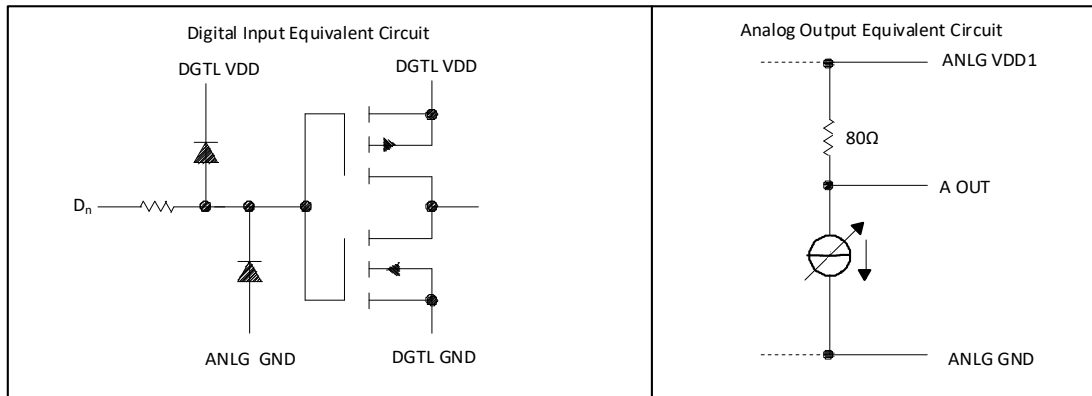 Digital Input Equivalent Circuit
DGTL VDD
DGTL VDD
Dn
ANLG GND
DGTL GND
Analog Output Equivalent Circuit
ANLG VDD1
80Ω
A OUT
ANLG GND